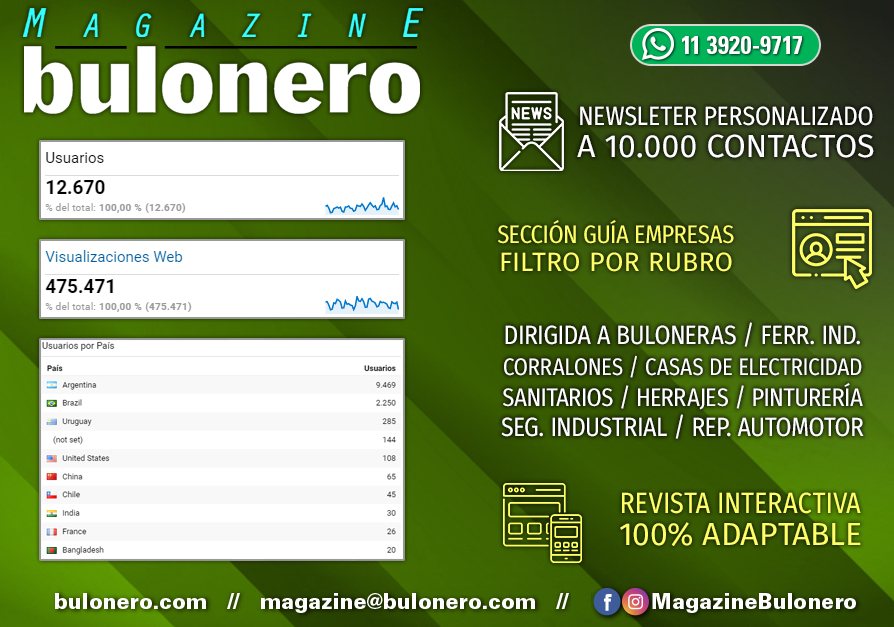 MAGAZINE
bulonero
11 3920-9717
NEWS
NEWSLETER PERSONALIZADO
A 10.000 CONTACTOS
Usuarios
12.670
% del total: 100,00 % (12.670)
Visualizaciones Web
475.471
% del total: 100,00 % (475.471)
SECCIÓN GUÍA EMPRESAS
FILTRO POR RUBRO
Usuarios por País
País Usuarios
Argentina 9.469
Brazil 2.250
Uruguay 285
(not set) 144
United States 108
China 65
Chile 45
India 30
France 26
Bangladesh 20
DIRIGIDA A BULONERAS / FERR. IND.
CORRALONES / CASAS DE ELECTRICIDAD
SANITARIOS / HERRAJES / PINTURERÍA
SEG. INDUSTRIAL / REP. AUTOMOTOR
REVISTA INTERACTIVA
100% ADAPTABLE
bulonero.com // magazine@bulonero.com // MagazineBulonero